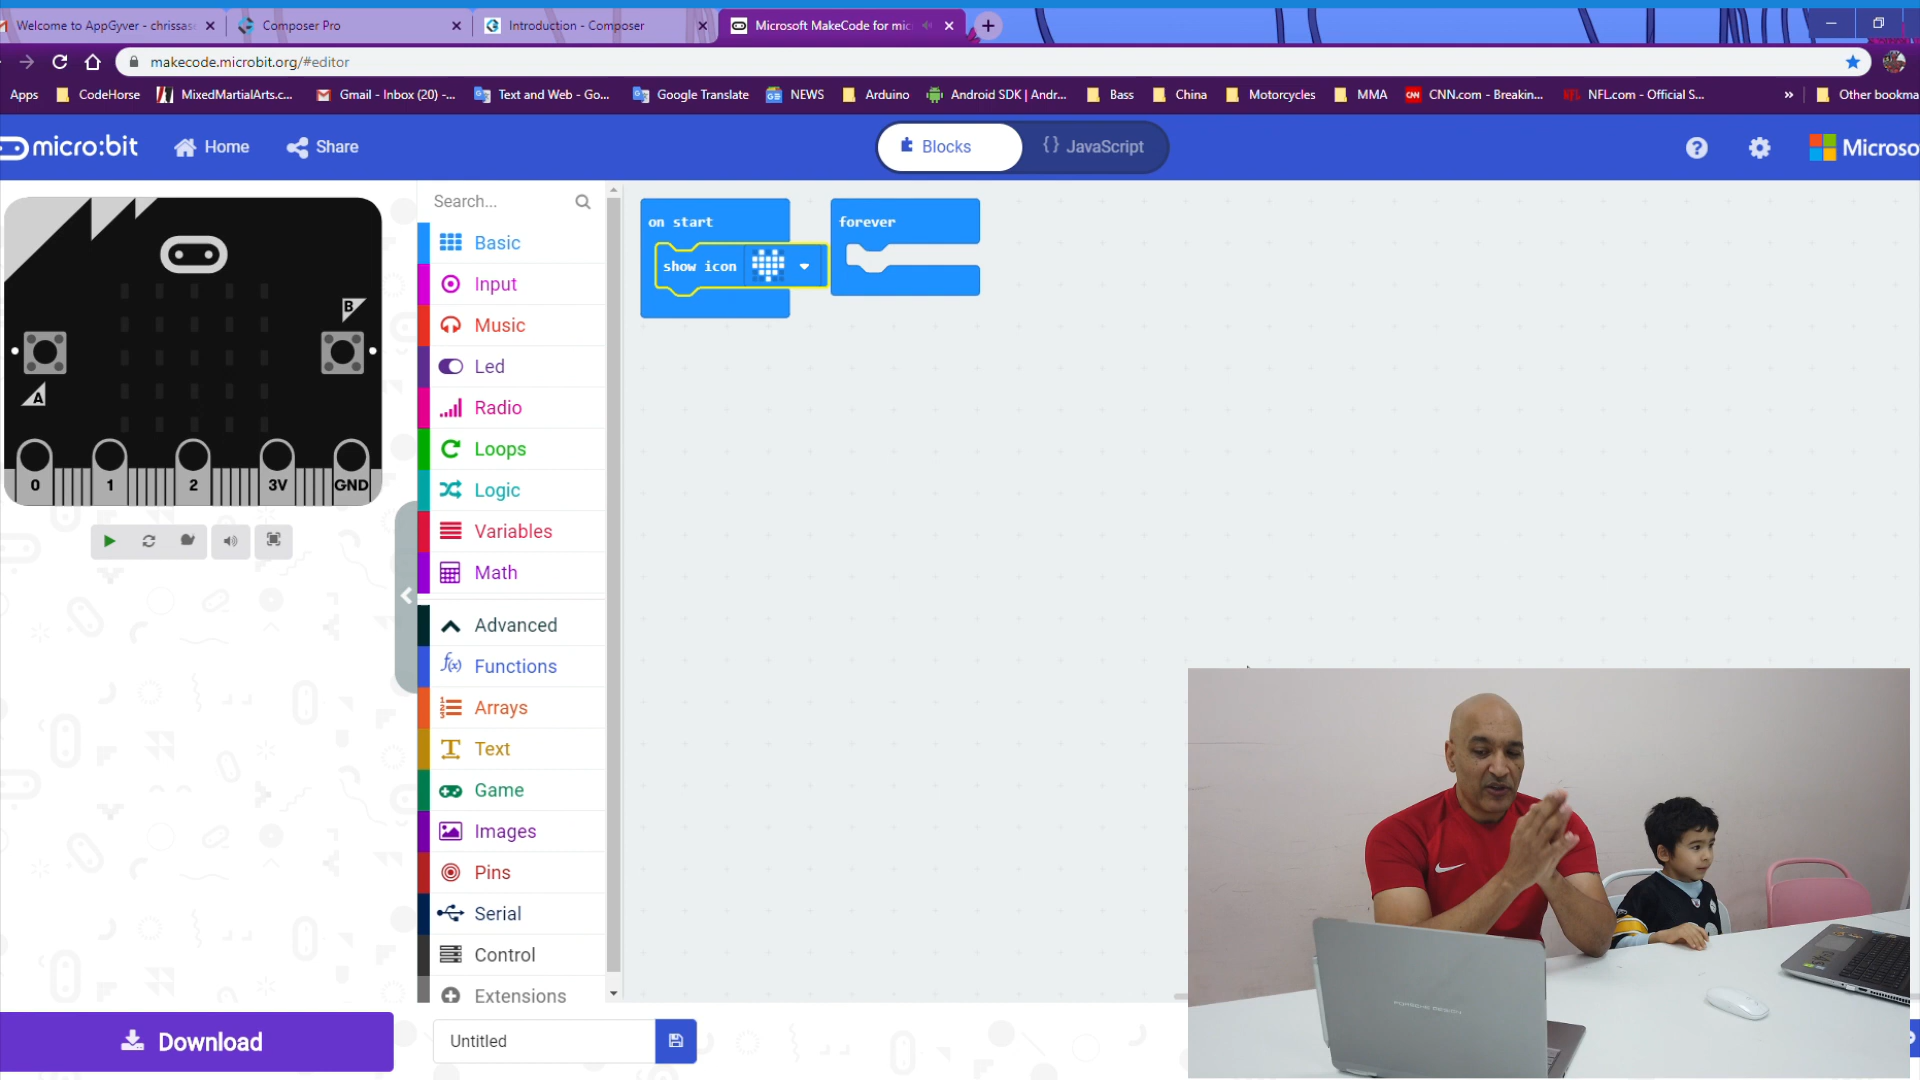 Welcome to AppGyver - chrissas
Composer Pro
Introduction - Composer
Microsoft MakeCode for mic
makecode.microbit.org/#editor
Apps
CodeHorse
MixedMartialArts.c...
Gmail - Inbox (20) -...
Text and Web - Go...
Google Translate
NEWS
Arduino
Android SDK | Andr...
Bass
China
Motorcycles
MMA
CNN.com - Breakin...
NFL.com - Official S...
»
Other bookma
micro:bit
Home
Share
Blocks
{} JavaScript
Microso
B
A
0
1
2
3V
GND
Download
Search...
Basic
Input
Music
Led
Radio
Loops
Logic
Variables
Math
Advanced
Functions
Arrays
Text
Game
Images
Pins
Serial
Control
Extensions
on start
show icon
forever
Untitled
PORSCHE DESIGN